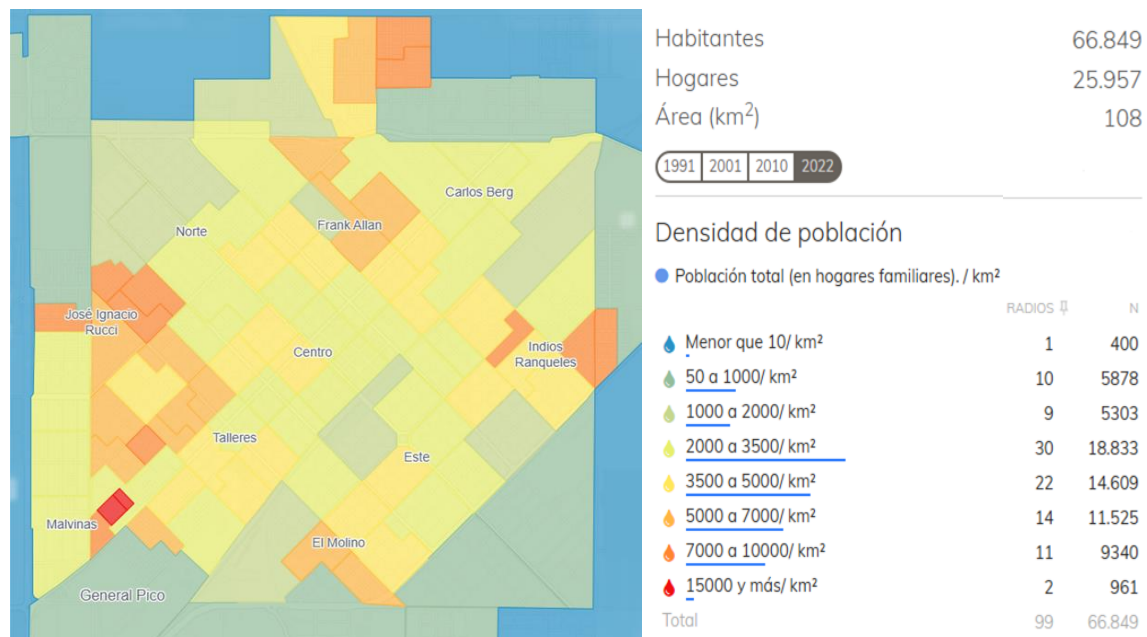 Carlos Berg
Frank Allan
Norte
José Ignacio
Rucci
Centro
Indios
Ranqueles
Talleres
Este
Malvinas
El Molino
General Pico
Habitantes 66.849
Hogares 25.957
Área (km²) 108
1991 2001 2010 2022
Densidad de población
Población total (en hogares familiares). / km²
RADIOS N
Menor que 10/ km² 1 400
50 a 1000/ km² 10 5878
1000 a 2000/ km² 9 5303
2000 a 3500/ km² 30 18.833
3500 a 5000/ km² 22 14.609
5000 a 7000/ km² 14 11.525
7000 a 10000/ km² 11 9340
15000 y más/ km² 2 961
Total 99 66.849